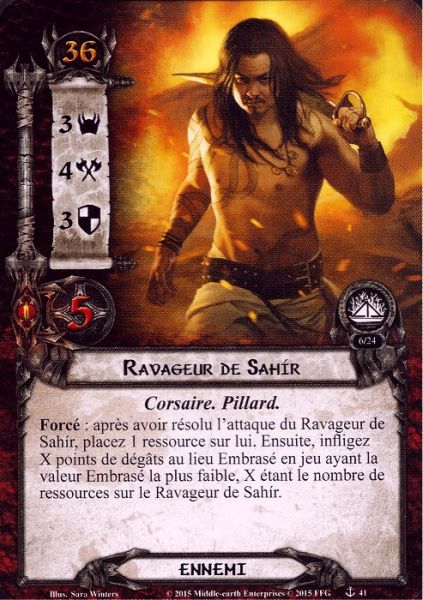 36
3
4
3
5
6/24
Ravageur de Sahír
Corsaire. Pillard.
Forcé : après avoir résolu l'attaque du Ravageur de
Sahír, placez 1 ressource sur lui. Ensuite, infligez
X points de dégâts au lieu Embrasé en jeu ayant la
valeur Embrasé la plus faible, X étant le nombre de
ressources sur le Ravageur de Sahír.
ENNEMI
Illus. Sara Winters © 2015 Middle-earth Enterprises © 2015 FFG 41